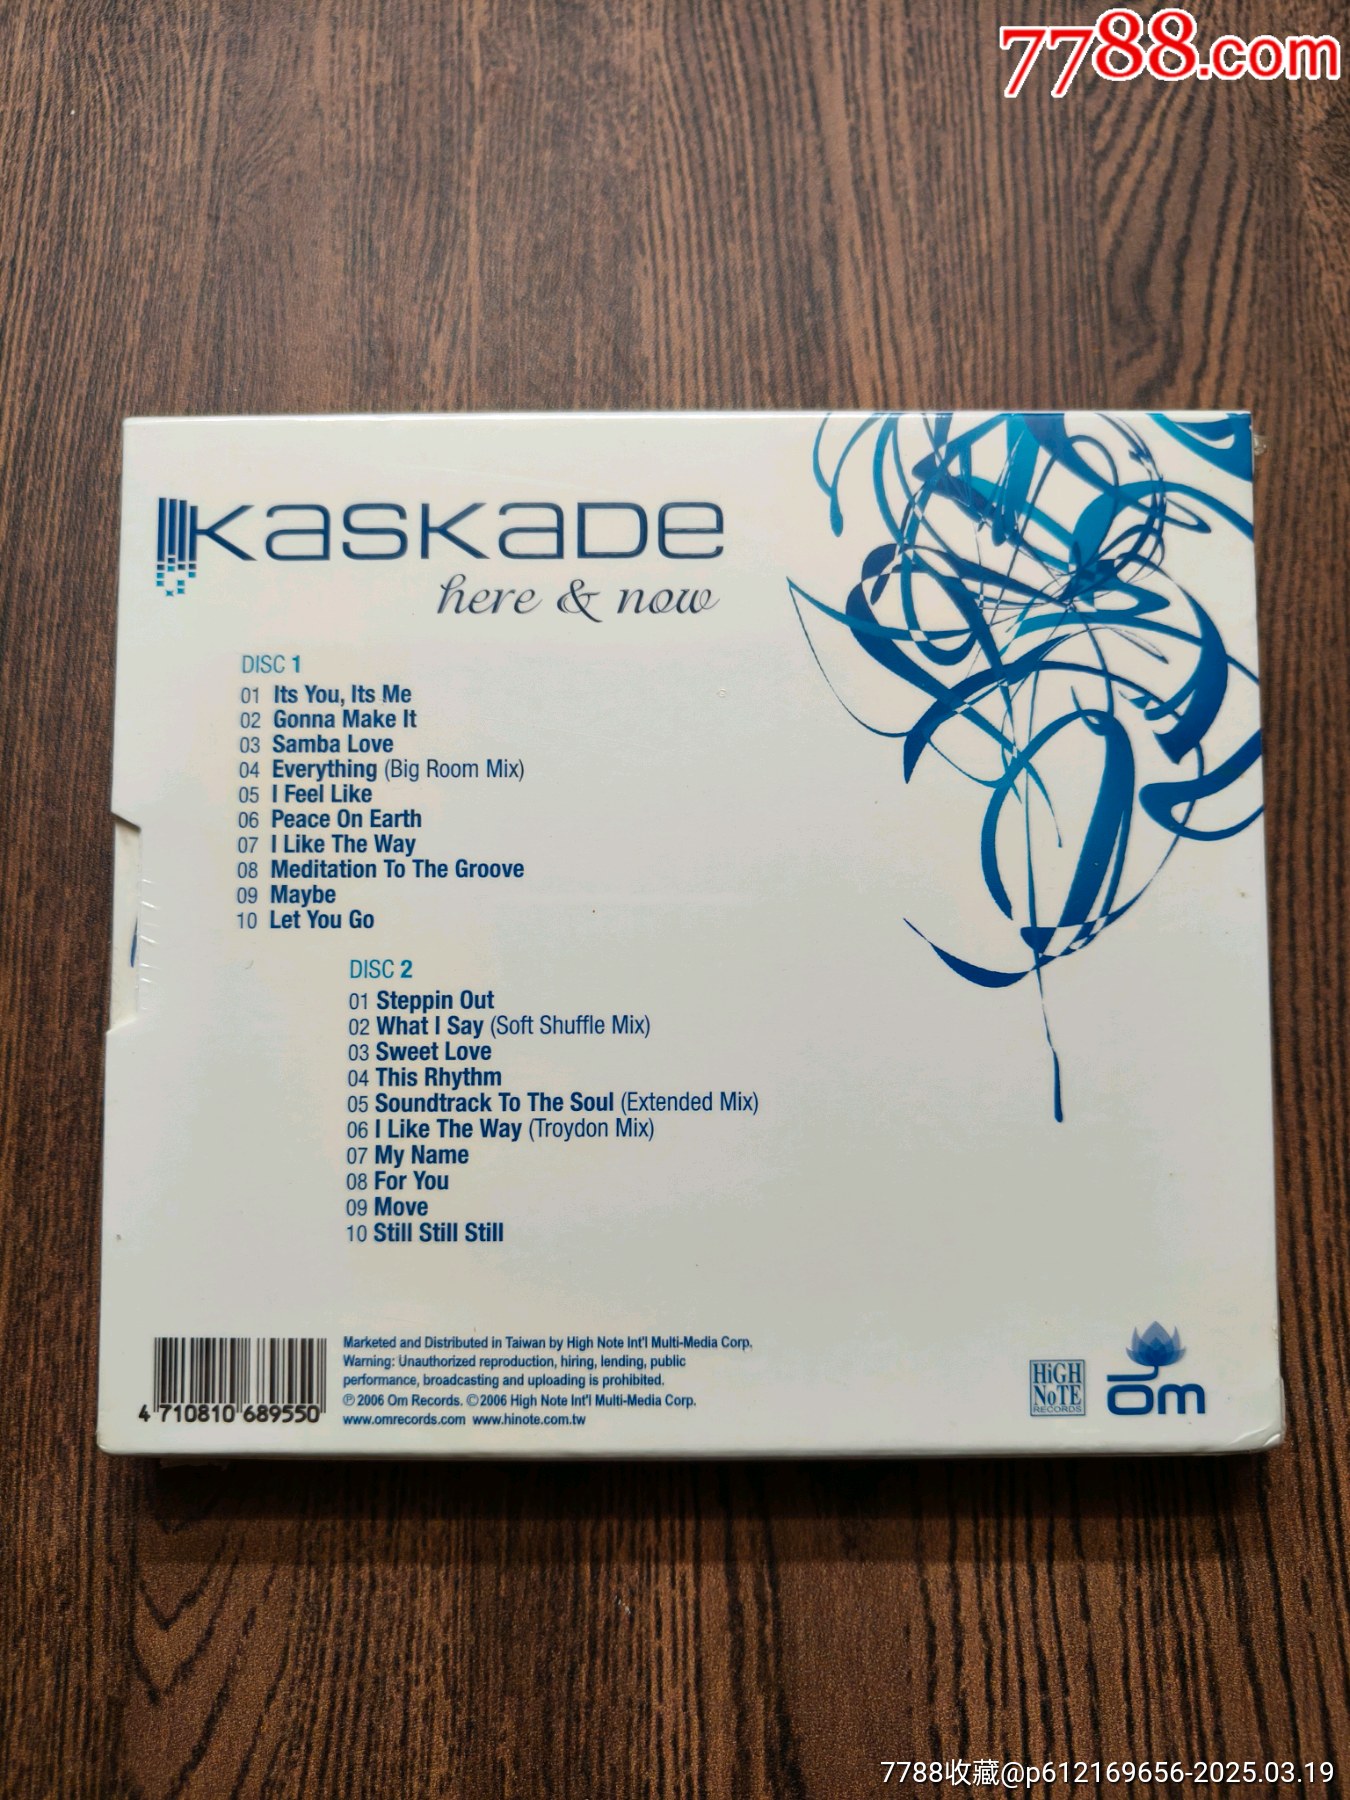 7788.com
KASKADE
here & now
DISC 1
01 Its You, Its Me
02 Gonna Make It
03 Samba Love
04 Everything (Big Room Mix)
05 I Feel Like
06 Peace On Earth
07 I Like The Way
08 Meditation To The Groove
09 Maybe
10 Let You Go
DISC 2
01 Steppin Out
02 What I Say (Soft Shuffle Mix)
03 Sweet Love
04 This Rhythm
05 Soundtrack To The Soul (Extended Mix)
06 I Like The Way (Troydon Mix)
07 My Name
08 For You
09 Move
10 Still Still Still
4 710810 689550
Marketed and Distributed in Taiwan by High Note Int'l Multi-Media Corp.
Warning: Unauthorized reproduction, hiring, lending, public
performance, broadcasting and uploading is prohibited.
℗ 2006 Om Records. ©2006 High Note Int'l Multi-Media Corp.
www.omrecords.com www.hinote.com.tw
HiGH
NoTE
RECORDS
om
7788收藏@p612169656-2025.03.19